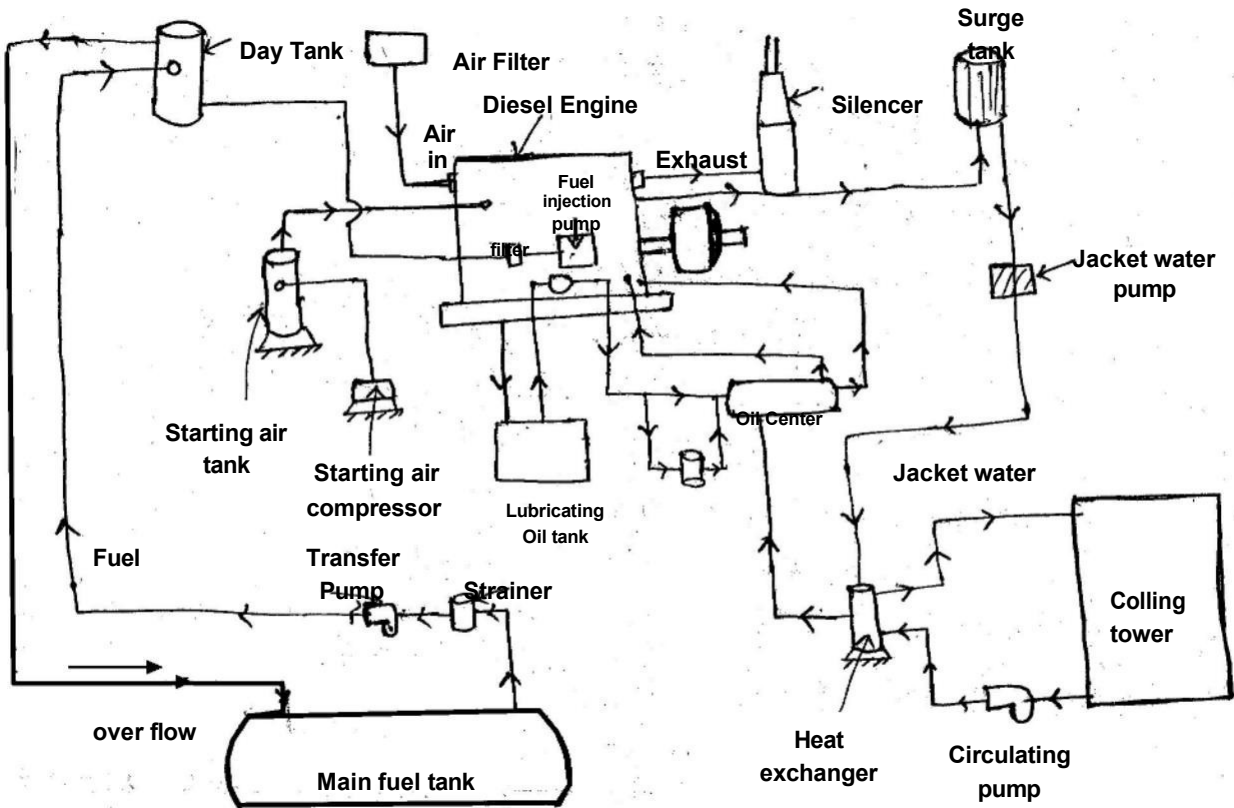 Surge
tank
Day Tank
Air Filter
Diesel Engine
Silencer
Air
in
Exhaust
Fuel
injection
pump
filter
Jacket water
pump
Oil Center
Starting air
tank
Starting air
compressor
Jacket water
Lubricating
Oil tank
Fuel
Transfer
Pump
Strainer
Colling
tower
over flow
Main fuel tank
Heat
exchanger
Circulating
pump